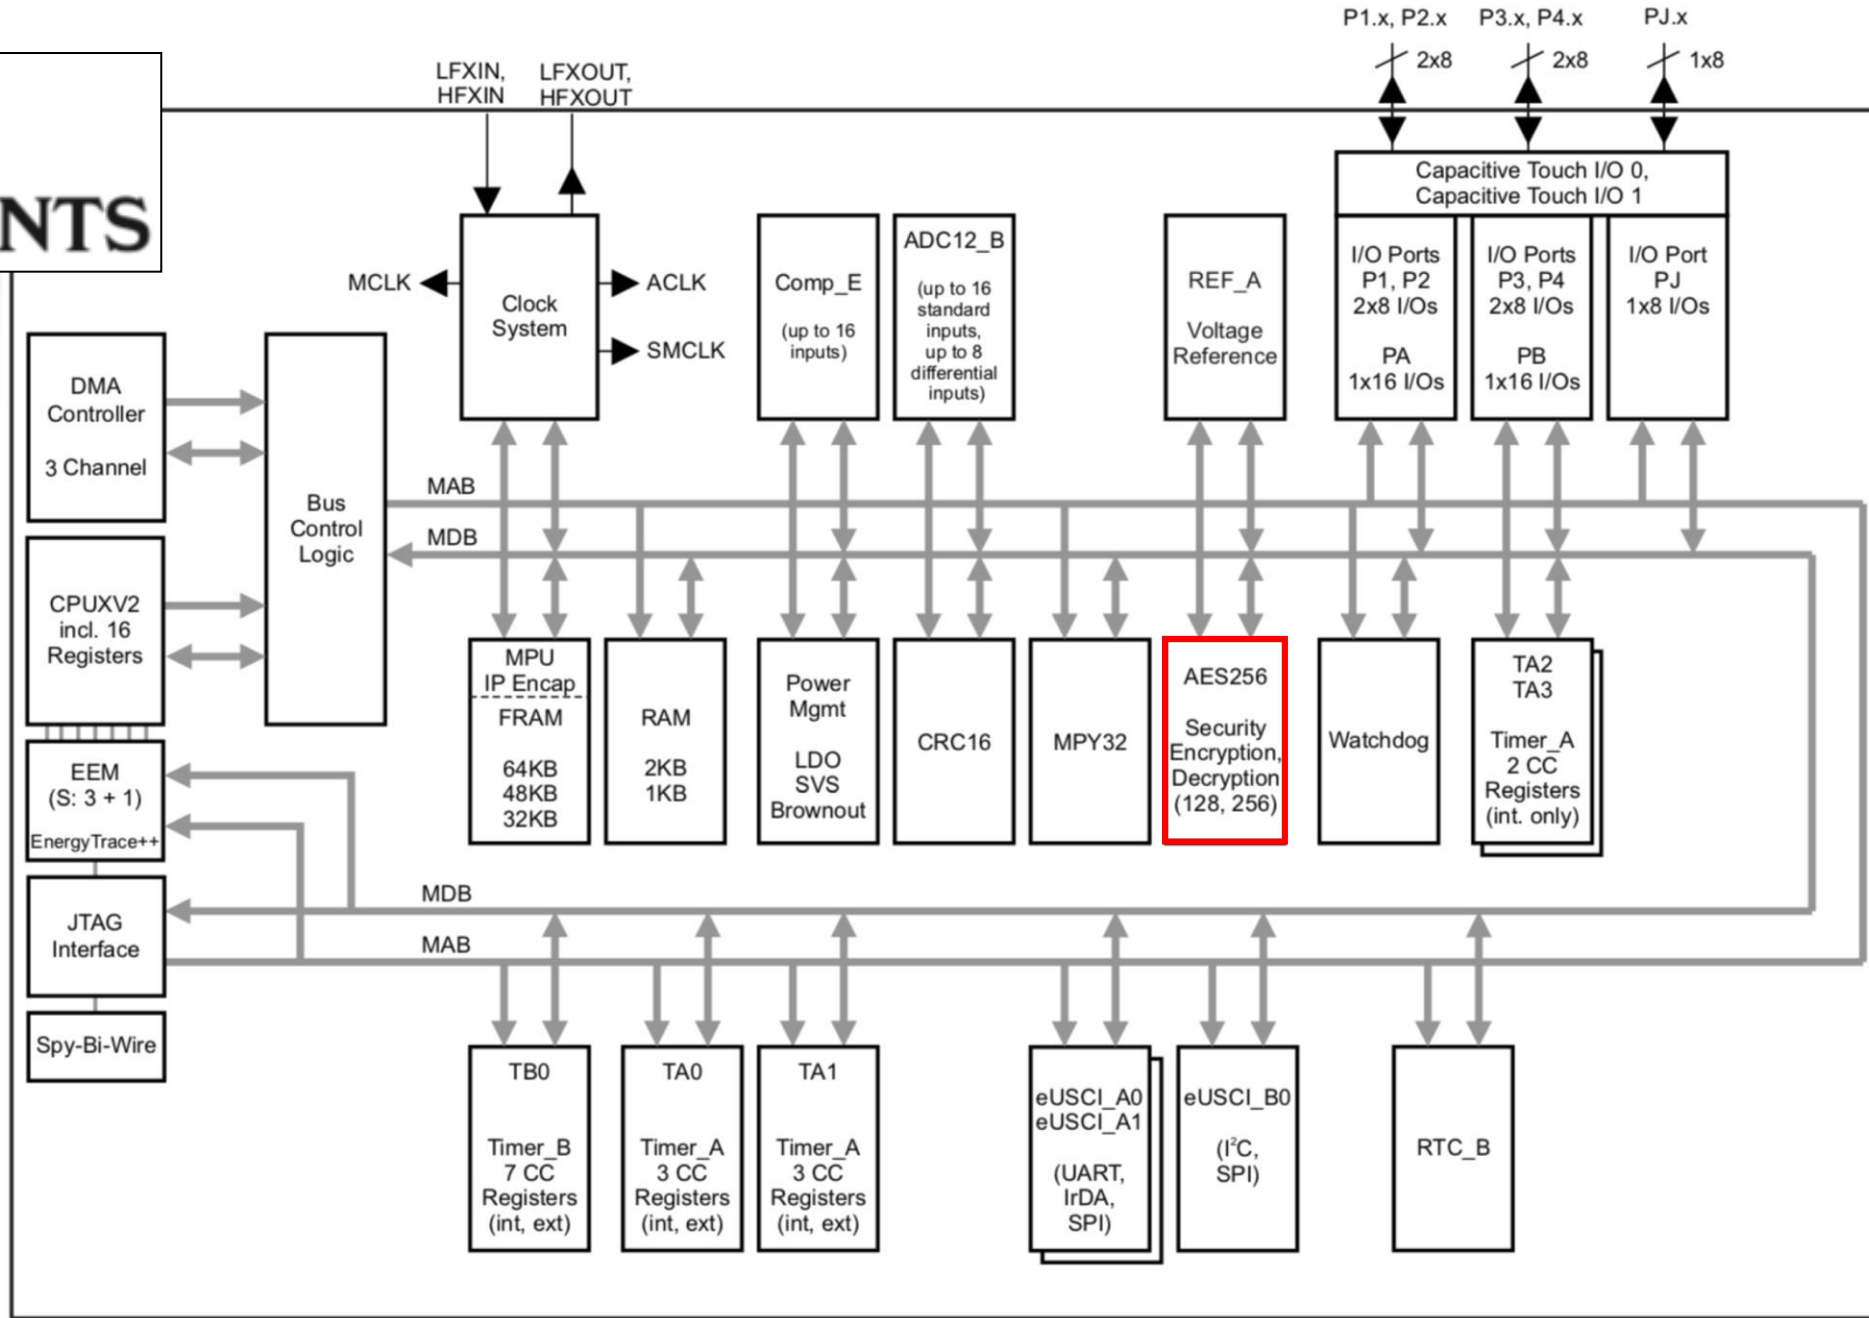 P1.x, P2.x
P3.x, P4.x
PJ.x
2x8
2x8
1x8
LFXIN,
HFXIN
LFXOUT,
HFXOUT
NTS
Capacitive Touch I/O 0,
Capacitive Touch I/O 1
MCLK
Clock
System
ACLK
SMCLK
Comp_E
(up to 16
inputs)
ADC12_B
(up to 16
standard
inputs,
up to 8
differential
inputs)
REF_A
Voltage
Reference
I/O Ports
P1, P2
2x8 I/Os
PA
1x16 I/Os
I/O Ports
P3, P4
2x8 I/Os
PB
1x16 I/Os
I/O Port
PJ
1x8 I/Os
DMA
Controller
3 Channel
Bus
Control
Logic
MAB
MDB
CPUXV2
incl. 16
Registers
MPU
IP Encap
FRAM
64KB
48KB
32KB
RAM
2KB
1KB
Power
Mgmt
LDO
SVS
Brownout
CRC16
MPY32
AES256
Security
Encryption,
Decryption
(128, 256)
Watchdog
TA2
TA3
Timer_A
2 CC
Registers
(int. only)
EEM
(S: 3 + 1)
EnergyTrace++
MDB
MAB
JTAG
Interface
Spy-Bi-Wire
TB0
Timer_B
7 CC
Registers
(int, ext)
TA0
Timer_A
3 CC
Registers
(int, ext)
TA1
Timer_A
3 CC
Registers
(int, ext)
eUSCI_A0
eUSCI_A1
(UART,
IrDA,
SPI)
eUSCI_B0
(I²C,
SPI)
RTC_B